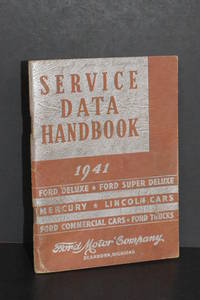 SERVICE
DATA
HANDBOOK
1941
FORD DELUXE ★ FORD SUPER DELUXE
MERCURY ★ LINCOLN CARS
FORD COMMERCIAL CARS ★ FORD TRUCKS
Ford Motor Company
DEARBORN, MICHIGAN